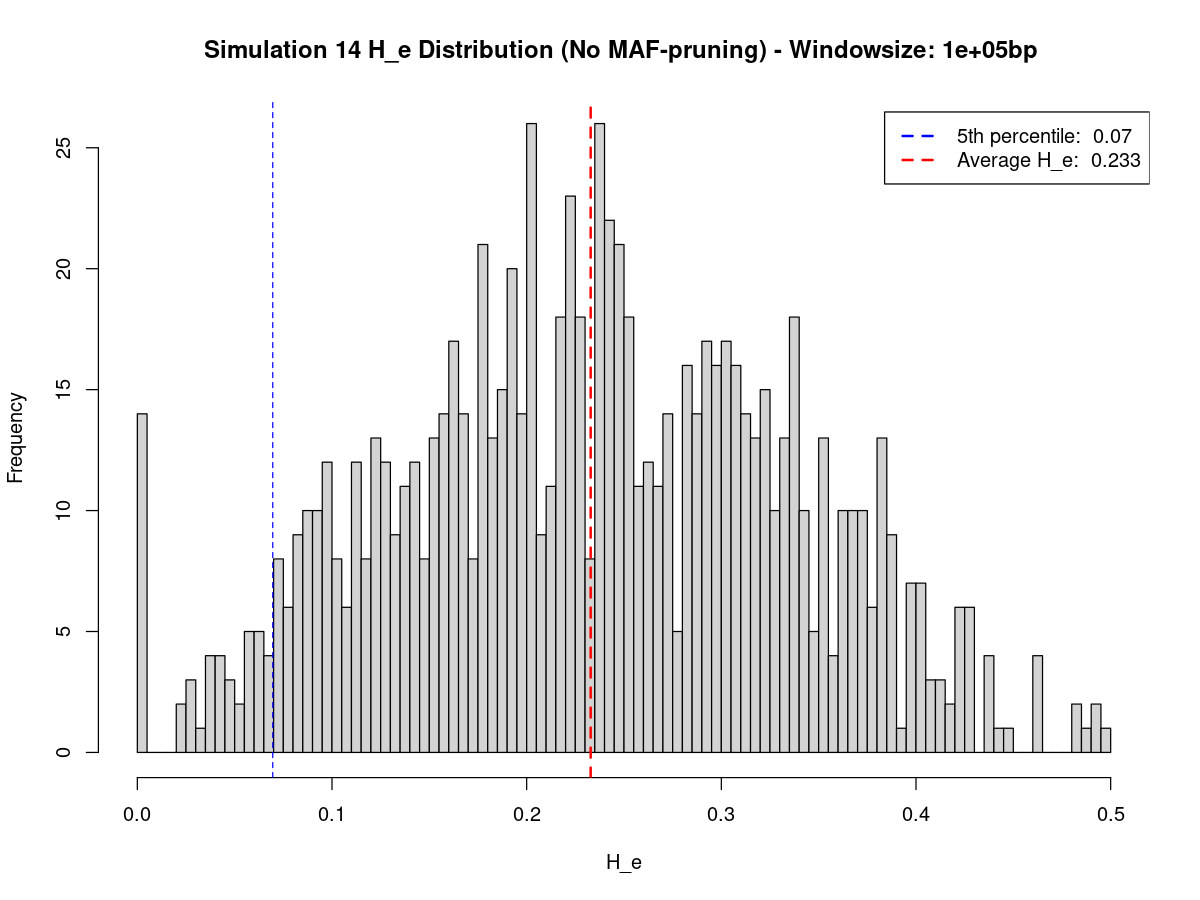 Simulation 14 H_e Distribution (No MAF-pruning) - Windowsize: 1e+05bp
5th percentile: 0.07
Average H_e: 0.233
Frequency
25
20
15
10
5
0
0.0 0.1 0.2 0.3 0.4 0.5
H_e